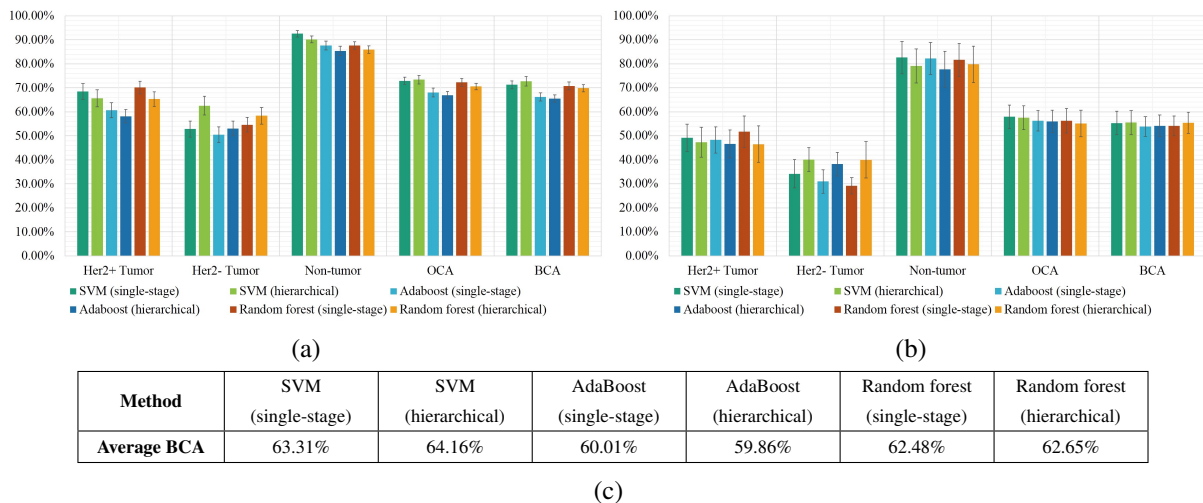 100.00%
90.00%
80.00%
70.00%
60.00%
50.00%
40.00%
30.00%
20.00%
10.00%
0.00%
Her2+ Tumor Her2- Tumor Non-tumor OCA BCA
SVM (single-stage) SVM (hierarchical) Adaboost (single-stage)
Adaboost (hierarchical) Random forest (single-stage) Random forest (hierarchical)
(a)
100.00%
90.00%
80.00%
70.00%
60.00%
50.00%
40.00%
30.00%
20.00%
10.00%
0.00%
Her2+ Tumor Her2- Tumor Non-tumor OCA BCA
SVM (single-stage) SVM (hierarchical) Adaboost (single-stage)
Adaboost (hierarchical) Random forest (single-stage) Random forest (hierarchical)
(b)
Method SVM (single-stage) SVM (hierarchical) AdaBoost (single-stage) AdaBoost (hierarchical) Random forest (single-stage) Random forest (hierarchical)
Average BCA 63.31% 64.16% 60.01% 59.86% 62.48% 62.65%
(c)